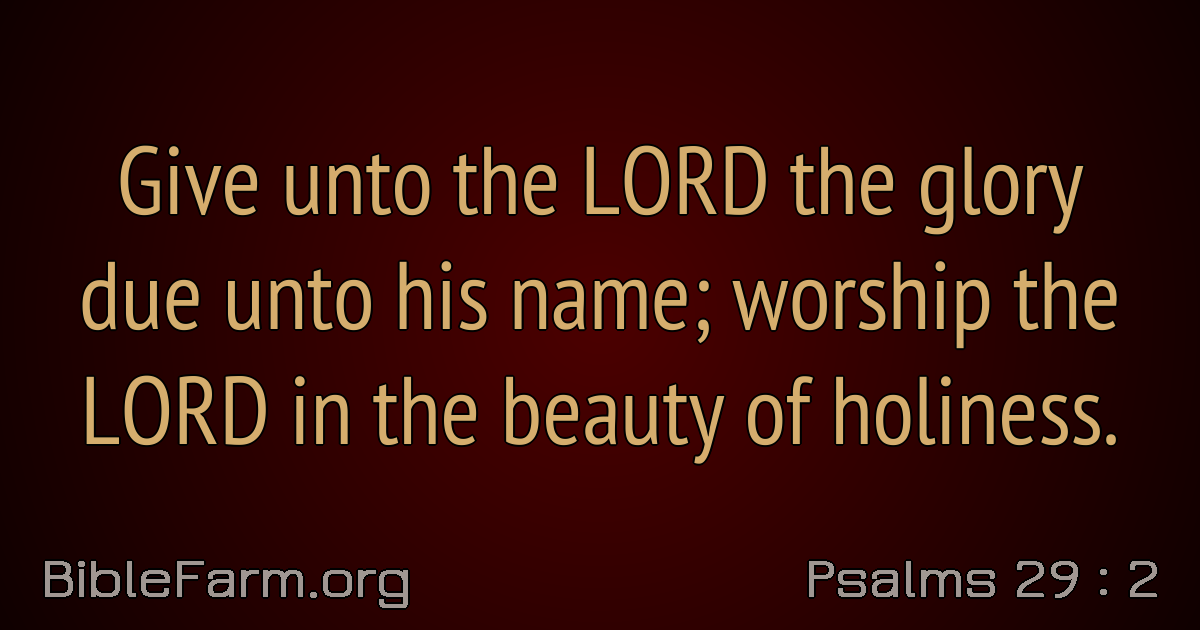 Give unto the LORD the glory
due unto his name; worship the
LORD in the beauty of holiness.
BibleFarm.org
Psalms 29 : 2